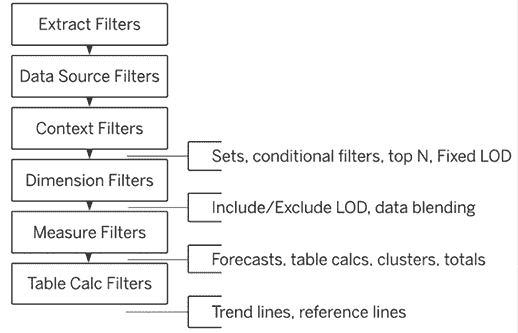 Extract Filters
Data Source Filters
Context Filters
Sets, conditional filters, top N, Fixed LOD
Dimension Filters
Include/Exclude LOD, data blending
Measure Filters
Forecasts, table calcs, clusters, totals
Table Calc Filters
Trend lines, reference lines